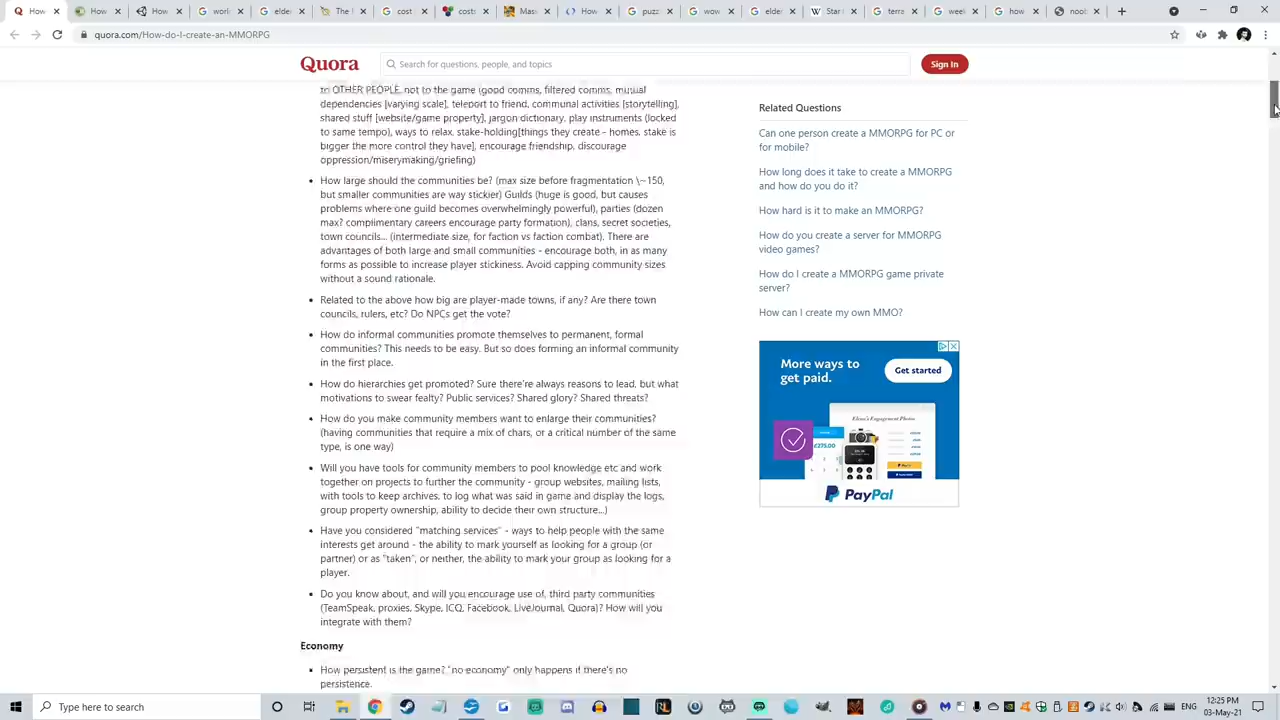 How
How
How
worl
elde
The
cost
cost
Mass
How
puzz
wow
elde
Star
terra
week
how
noob
quora.com/How-do-I-create-an-MMORPG
Quora
Search for questions, people, and topics
Sign In
to OTHER PEOPLE, not to the game (good comms, filtered comms, mutual
dependencies [varying scale], teleport to friend, communal activities [storytelling],
shared stuff [website/game property], jargon dictionary, play instruments (locked
to same tempo), ways to relax, stake-holding[things they create - homes, stake is
bigger the more control they have], encourage friendship, discourage
oppression/miserymaking/griefing)
• How large should the communities be? (max size before fragmentation \~150,
but smaller communities are way stickier) Guilds (huge is good, but causes
problems where one guild becomes overwhelmingly powerful), parties (dozen
max? complimentary careers encourage party formation), clans, secret societies,
town councils... (intermediate size, for faction vs faction combat). There are
advantages of both large and small communities - encourage both, in as many
forms as possible to increase player stickiness. Avoid capping community sizes
without a sound rationale.
• Related to the above how big are player-made towns, if any? Are there town
councils, rulers, etc? Do NPCs get the vote?
• How do informal communities promote themselves to permanent, formal
communities? This needs to be easy. But so does forming an informal community
in the first place.
• How do hierarchies get promoted? Sure there're always reasons to lead, but what
motivations to swear fealty? Public services? Shared glory? Shared threats?
• How do you make community members want to enlarge their communities?
(having communities that require a mix of chars, or a critical number of the same
type, is one way)
• Will you have tools for community members to pool knowledge etc and work
together on projects to further the community - group websites, mailing lists,
with tools to keep archives, to log what was said in game and display the logs,
group property ownership, ability to decide their own structure...)
• Have you considered "matching services" - ways to help people with the same
interests get around - the ability to mark yourself as looking for a group (or
partner) or as "taken", or neither, the ability to mark your group as looking for a
player.
• Do you know about, and will you encourage use of, third party communities
(TeamSpeak, proxies, Skype, ICQ, Facebook, LiveJournal, Quora)? How will you
integrate with them?
Economy
• How persistent is the game? "no economy" only happens if there's no
persistence.
Related Questions
Can one person create a MMORPG for PC or
for mobile?
How long does it take to create a MMORPG
and how do you do it?
How hard is it to make an MMORPG?
How do you create a server for MMORPG
video games?
How do I create a MMORPG game private
server?
How can I create my own MMO?
More ways to
get paid.
Get started
£275.00
PayPal
Type here to search
ENG
12:25 PM
03-May-21